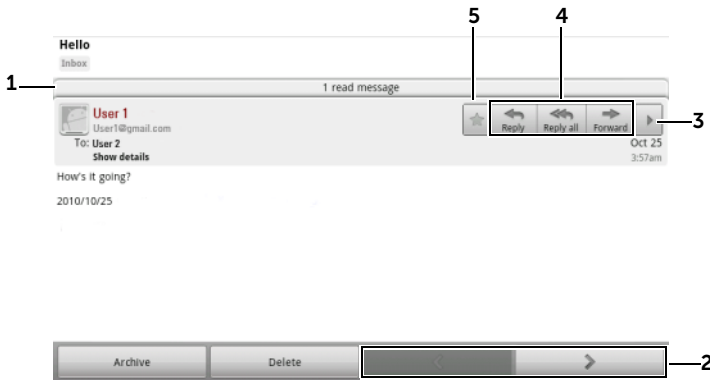 5 4
Hello
Inbox
1
1 read message
User 1
User1@gmail.com
Reply Reply all Forward
3
To: User 2
Oct 25
Show details
3:57am
How's it going?
2010/10/25
Archive Delete
2